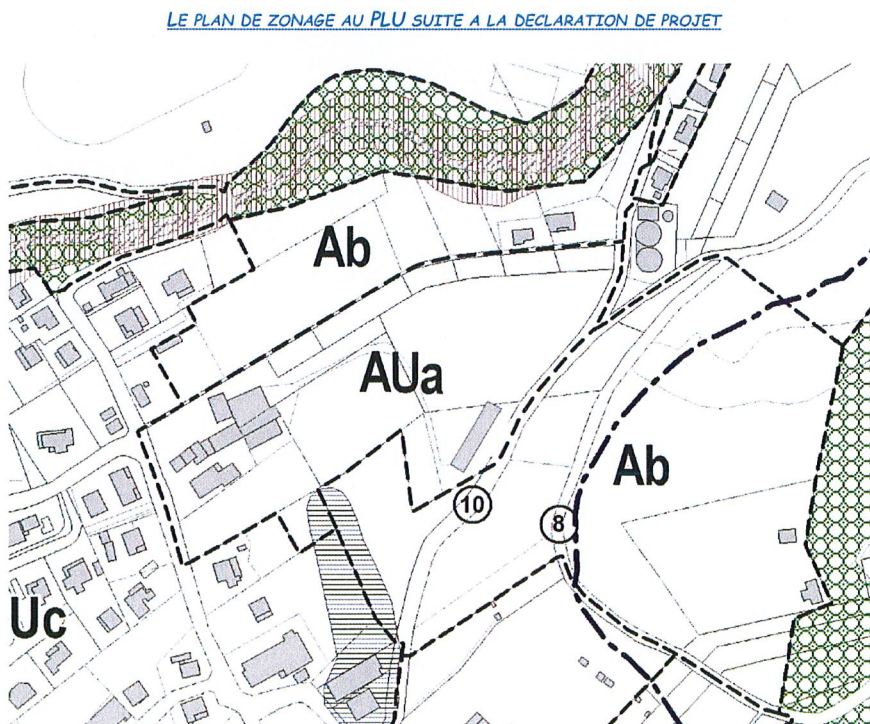 LE PLAN DE ZONAGE AU PLU SUITE A LA DECLARATION DE PROJET
Ab
AUa
Ab
10
8
Uc